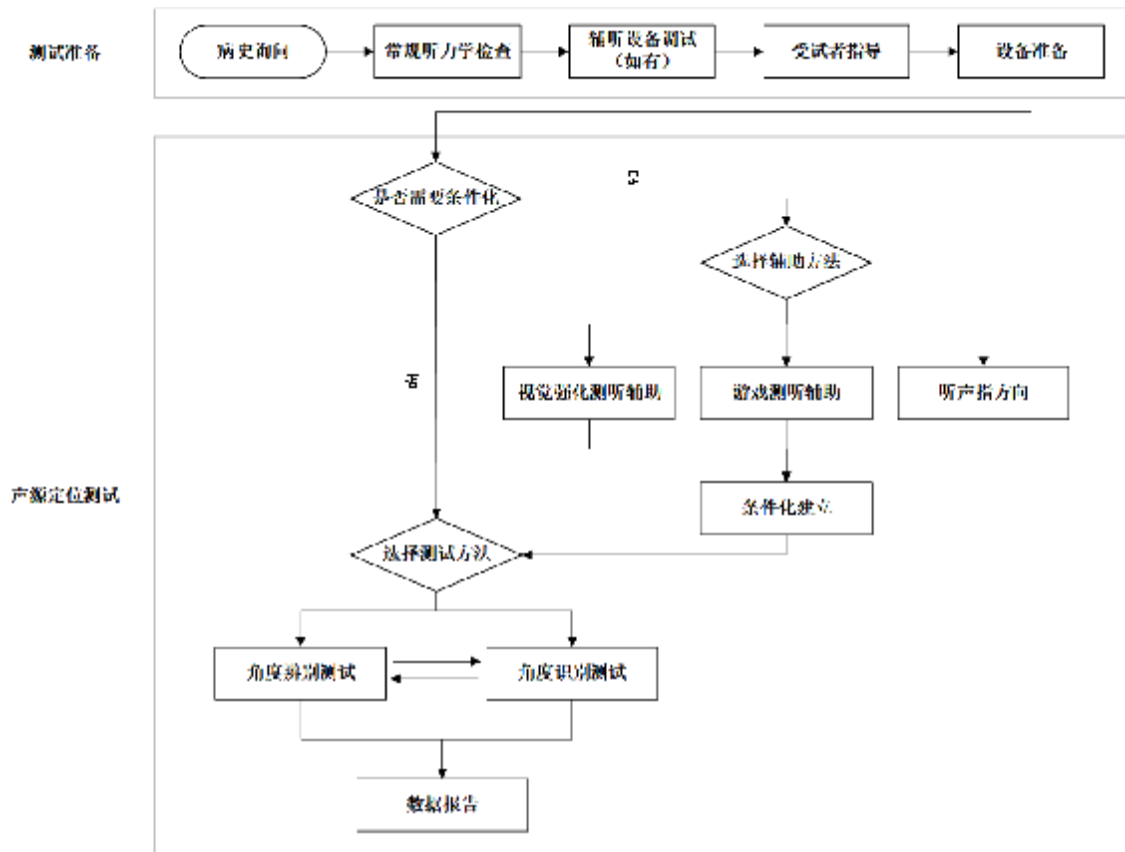 测试准备
病史询问
常规听力学检查
辅听设备调试
（如有）
受试者指导
设备准备
是否需要条件化
选择辅助方法
否
视觉强化测听辅助
游戏测听辅助
听声指方向
声源定位测试
条件化建立
选择测试方法
角度辨别测试
角度识别测试
数据报告